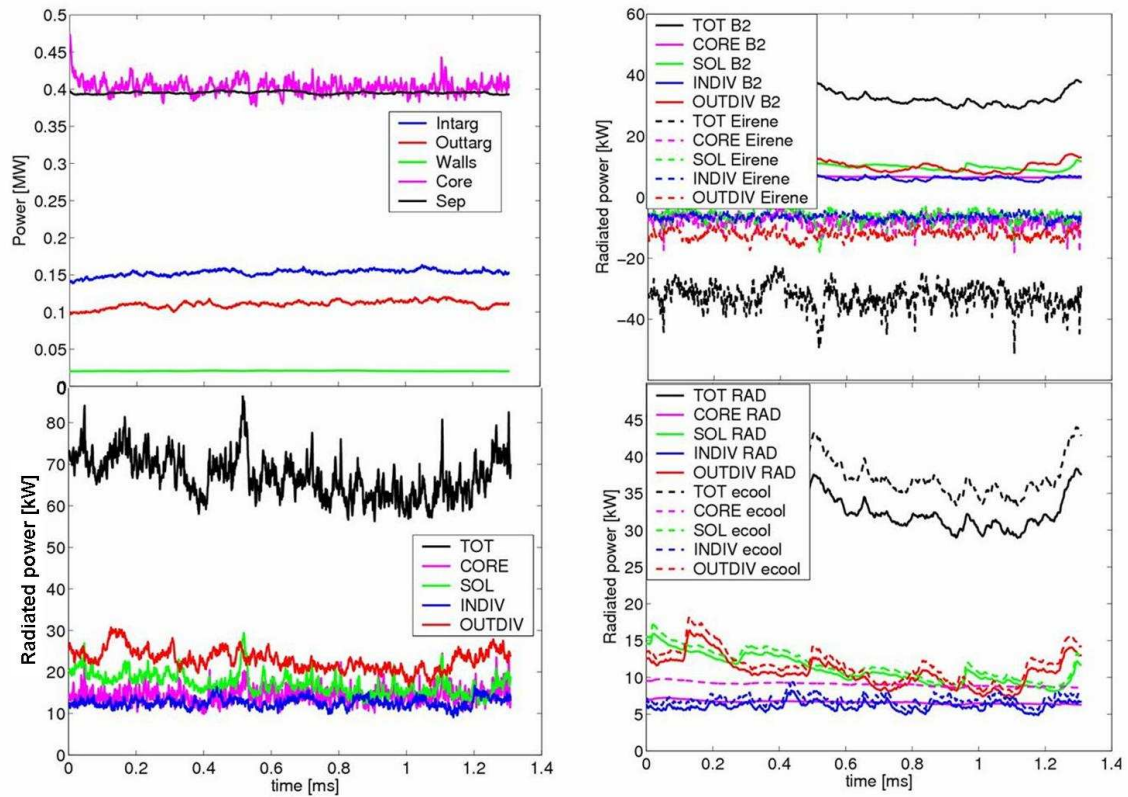 0.5
0.45
0.4
0.35
0.3
0.25
0.2
0.15
0.1
0.05
0
Power [MW]
Intarg
Outtarg
Walls
Core
Sep
60
40
20
0
−20
−40
Radiated power [kW]
TOT B2
CORE B2
SOL B2
INDIV B2
OUTDIV B2
TOT Eirene
CORE Eirene
SOL Eirene
INDIV Eirene
OUTDIV Eirene
80
70
60
50
40
30
20
10
0
Radiated power [kW]
TOT
CORE
SOL
INDIV
OUTDIV
0 0.2 0.4 0.6 0.8 1 1.2 1.4
time [ms]
45
40
35
30
25
20
15
10
5
0
Radiated power [kW]
TOT RAD
CORE RAD
SOL RAD
INDIV RAD
OUTDIV RAD
TOT ecool
CORE ecool
SOL ecool
INDIV ecool
OUTDIV ecool
0 0.2 0.4 0.6 0.8 1 1.2 1.4
time [ms]